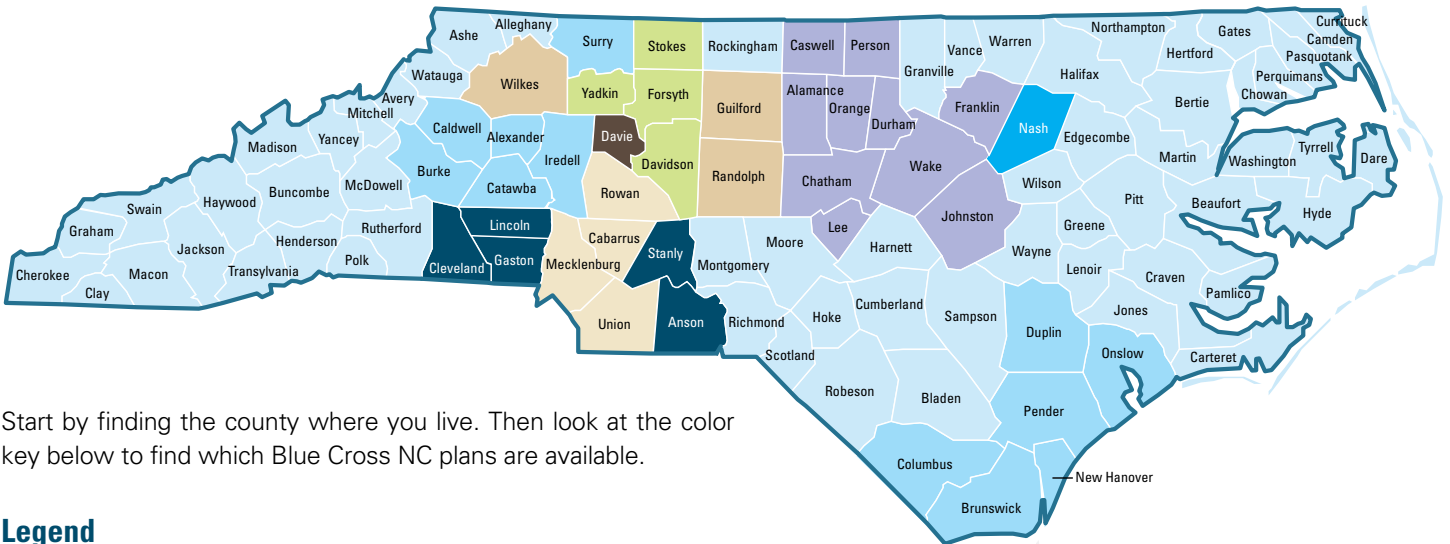 Alleghany
Ashe
Surry
Stokes
Rockingham
Caswell
Person
Vance
Warren
Northampton
Gates
Currituck
Camden
Pasquotank
Hertford
Perquimans
Chowan
Watauga
Wilkes
Yadkin
Forsyth
Guilford
Alamance
Orange
Durham
Granville
Franklin
Halifax
Bertie
Avery
Mitchell
Caldwell
Alexander
Davie
Nash
Edgecombe
Yancey
Madison
Iredell
Davidson
Martin
Washington
Tyrrell
Dare
Burke
Catawba
Rowan
Randolph
Chatham
Wake
Wilson
McDowell
Buncombe
Haywood
Swain
Graham
Pitt
Beaufort
Hyde
Rutherford
Lincoln
Cabarrus
Lee
Johnston
Greene
Henderson
Jackson
Polk
Cleveland
Gaston
Mecklenburg
Stanly
Montgomery
Moore
Harnett
Wayne
Lenoir
Craven
Cherokee
Macon
Transylvania
Clay
Pamlico
Jones
Union
Anson
Richmond
Hoke
Cumberland
Sampson
Duplin
Onslow
Carteret
Scotland
Robeson
Bladen
Pender
Columbus
Brunswick
New Hanover
Start by finding the county where you live. Then look at the color
key below to find which Blue Cross NC plans are available.
Legend